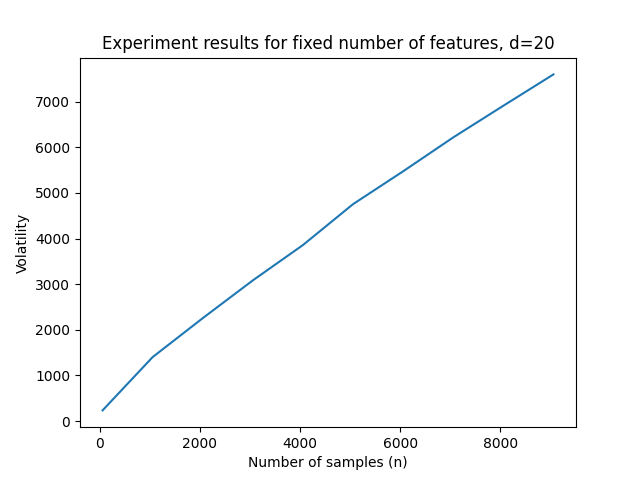 Experiment results for fixed number of features, d=20
7000
6000
5000
4000
3000
2000
1000
0
Volatility
0 2000 4000 6000 8000
Number of samples (n)